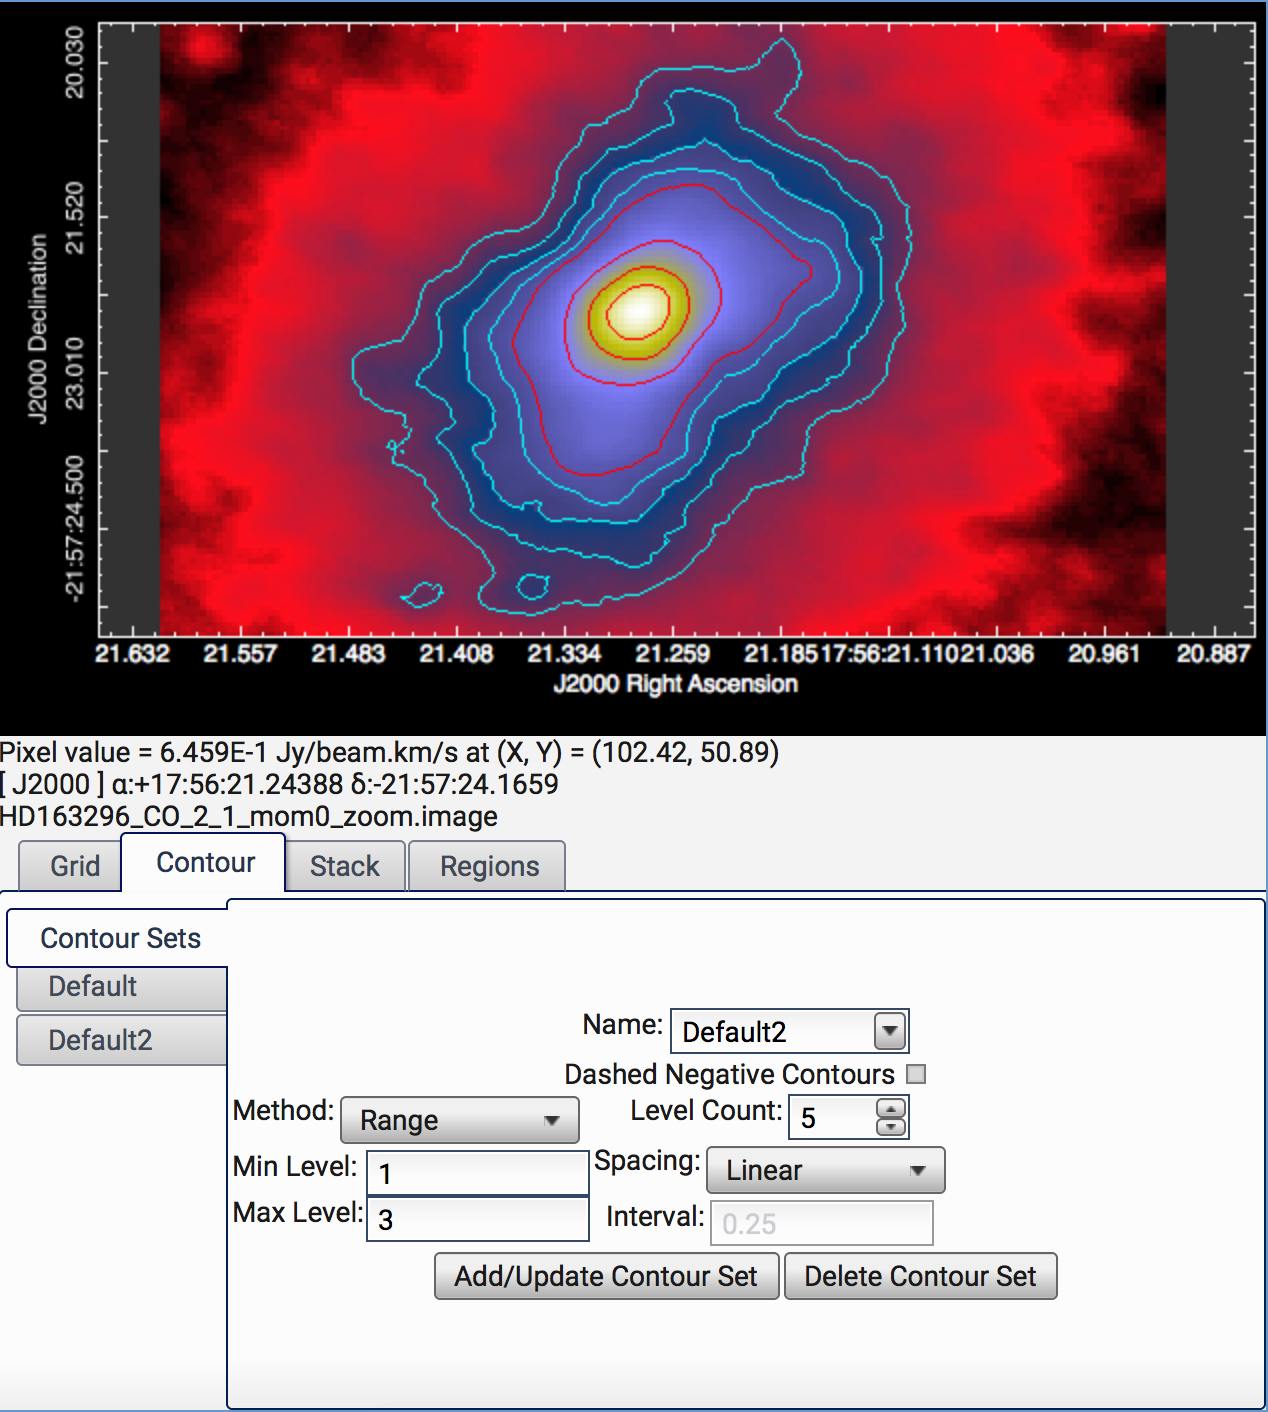 20.030
21.520
23.010
-21:57:24.500
J2000 Declination
21.632 21.557 21.483 21.408 21.334 21.259 21.185 17:56:21.110 21.036 20.961 20.887
J2000 Right Ascension
Pixel value = 6.459E-1 Jy/beam.km/s at (X, Y) = (102.42, 50.89)
[ J2000 ] α:+17:56:21.24388 δ:-21:57:24.1659
HD163296_CO_2_1_mom0_zoom.image
Grid Contour Stack Regions
Contour Sets
Default
Default2
Name: Default2
Dashed Negative Contours
Method: Range Level Count: 5
Min Level: 1 Spacing: Linear
Max Level: 3 Interval: 0.25
Add/Update Contour Set Delete Contour Set